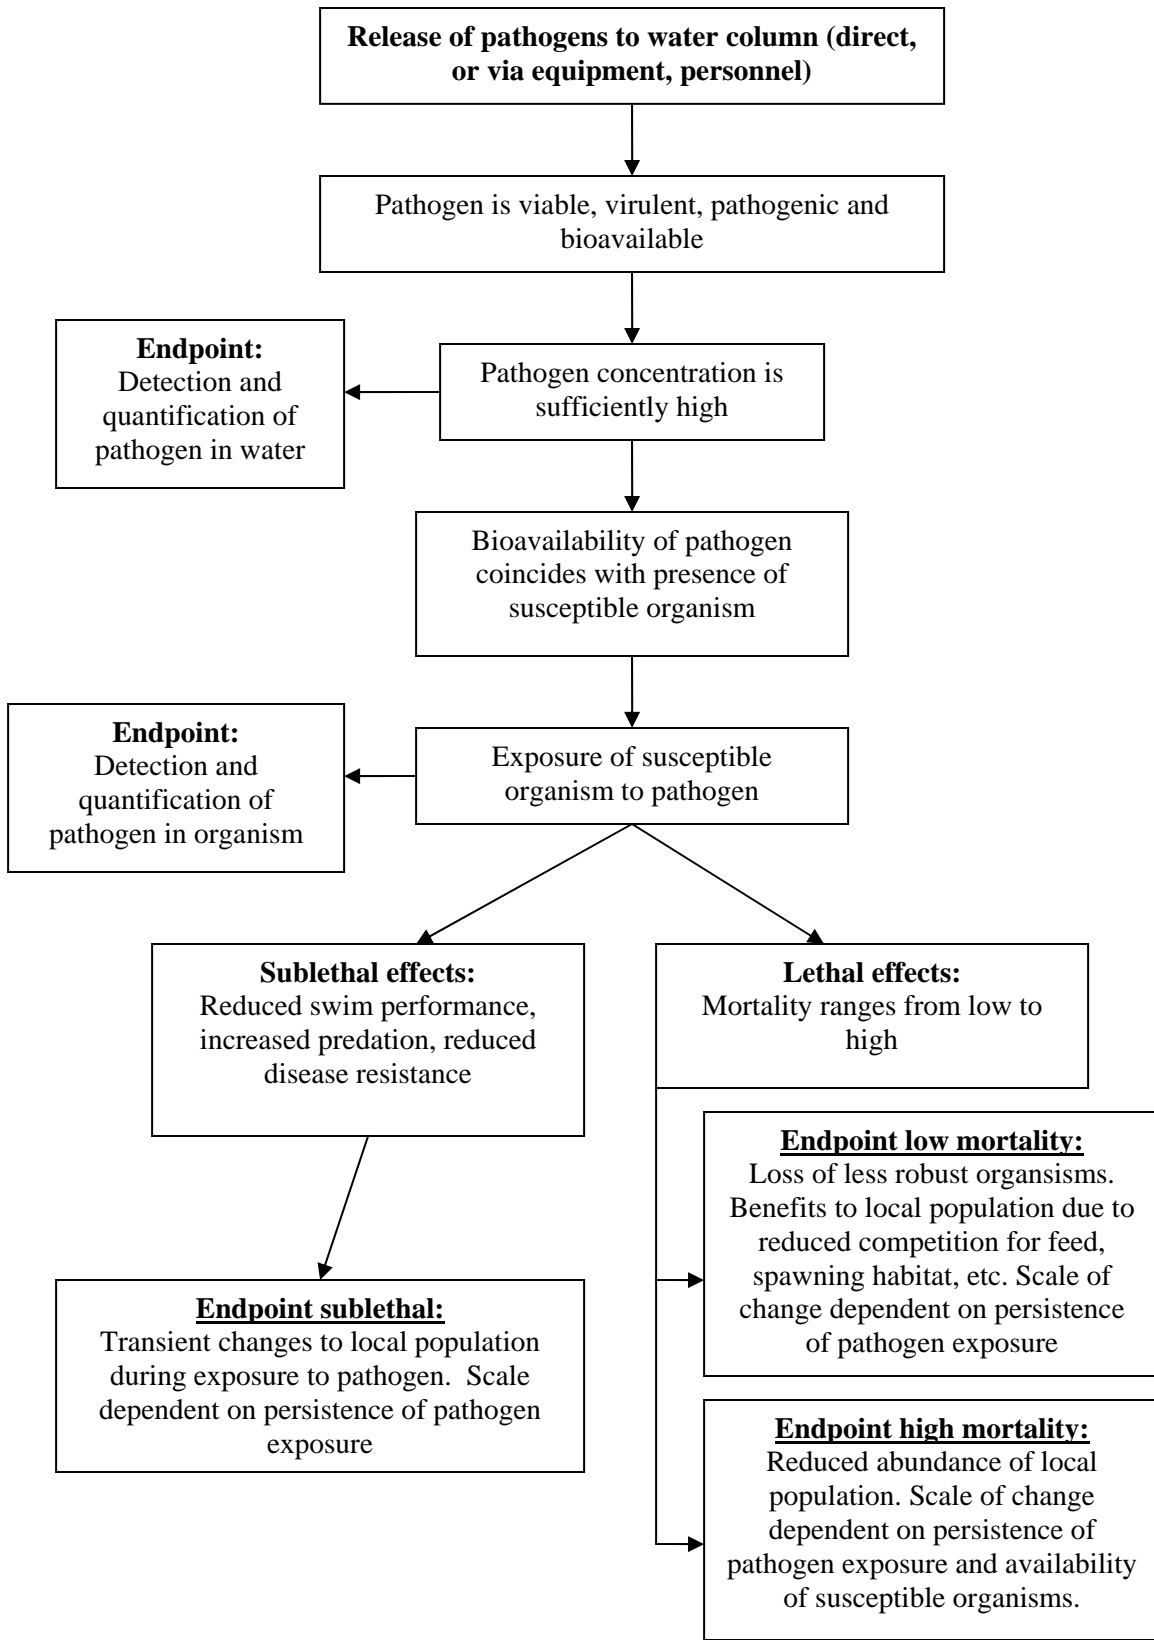 Release of pathogens to water column (direct,
or via equipment, personnel)
Pathogen is viable, virulent, pathogenic and
bioavailable
Endpoint:
Detection and
quantification of
pathogen in water
Pathogen concentration is
sufficiently high
Bioavailability of pathogen
coincides with presence of
susceptible organism
Endpoint:
Detection and
quantification of
pathogen in organism
Exposure of susceptible
organism to pathogen
Sublethal effects:
Reduced swim performance,
increased predation, reduced
disease resistance
Lethal effects:
Mortality ranges from low to
high
Endpoint low mortality:
Loss of less robust organsisms.
Benefits to local population due to
reduced competition for feed,
spawning habitat, etc. Scale of
change dependent on persistence
of pathogen exposure
Endpoint sublethal:
Transient changes to local population
during exposure to pathogen.  Scale
dependent on persistence of pathogen
exposure
Endpoint high mortality:
Reduced abundance of local
population. Scale of change
dependent on persistence of
pathogen exposure and availability
of susceptible organisms.